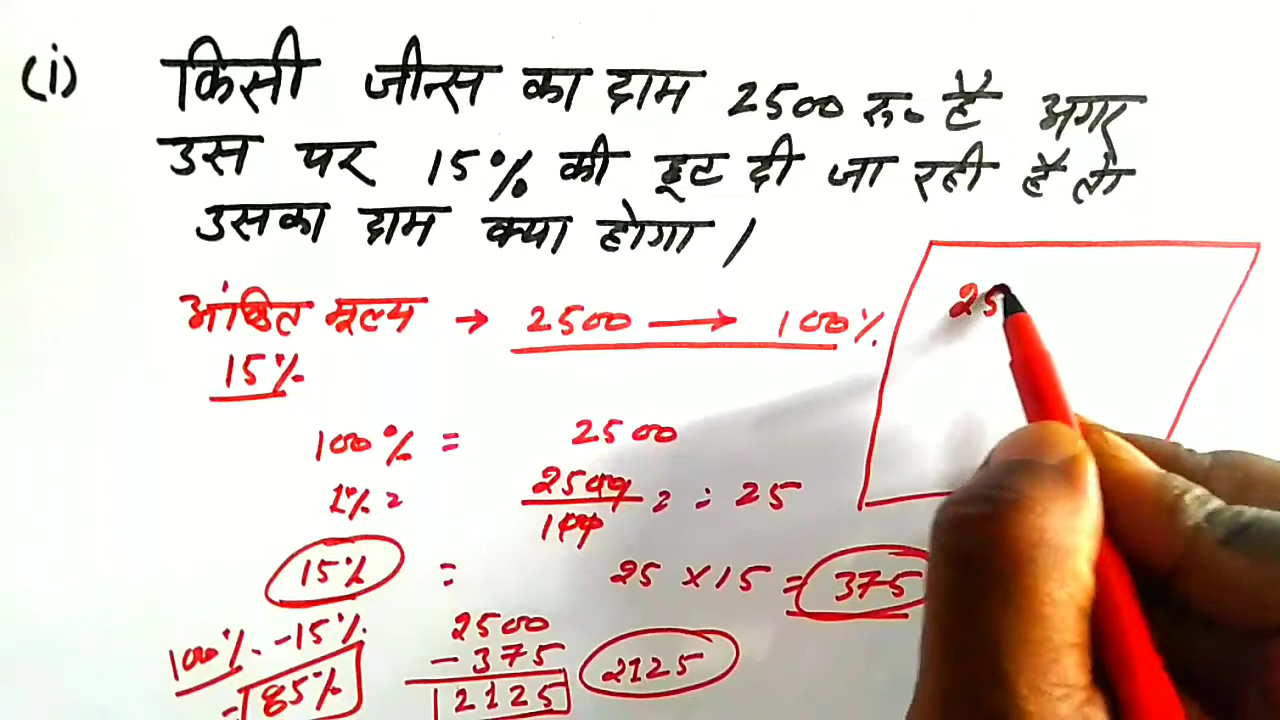 (i) किसी जीन्स का दाम 2500 रु. है अगर
उस पर 15% की छूट दी जा रही है तो
उसका दाम क्या होगा।
अंकित मूल्य → 2500 → 100%
15%
25
100% = 2500
1% = 2500/100 = : 25
15% = 25 × 15 = 375
100% - 15%
- 85%
2500
- 375
2125
2125